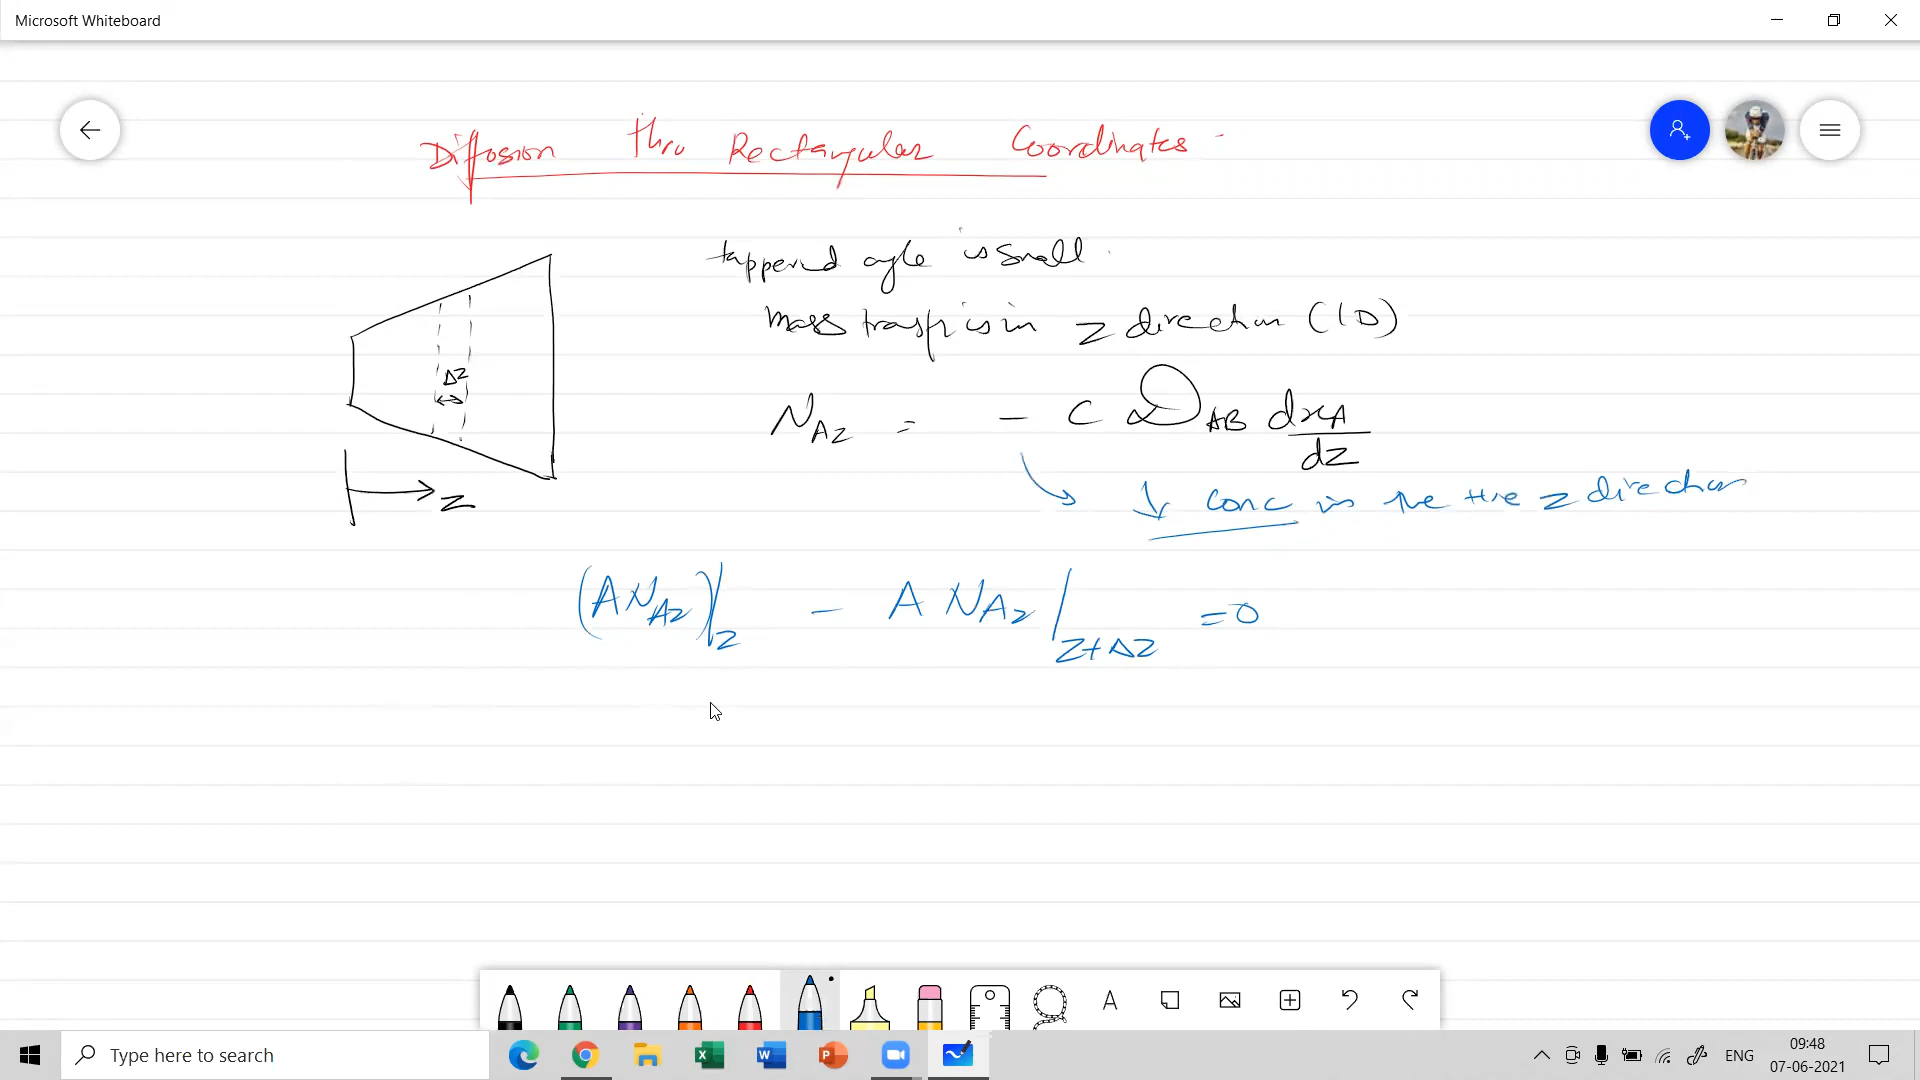 Microsoft Whiteboard
Diffusion thru Rectangular Coordinates
tappered angle is small.
mass transfr is in z direction (1D)
ΔZ
N_AZ = - C D_AB dxA/dz
Z
↓ conc in the +ve z direction
(A N_AZ)|_Z - A N_AZ|_Z+ΔZ = 0
A
Type here to search
ENG
09:48
07-06-2021